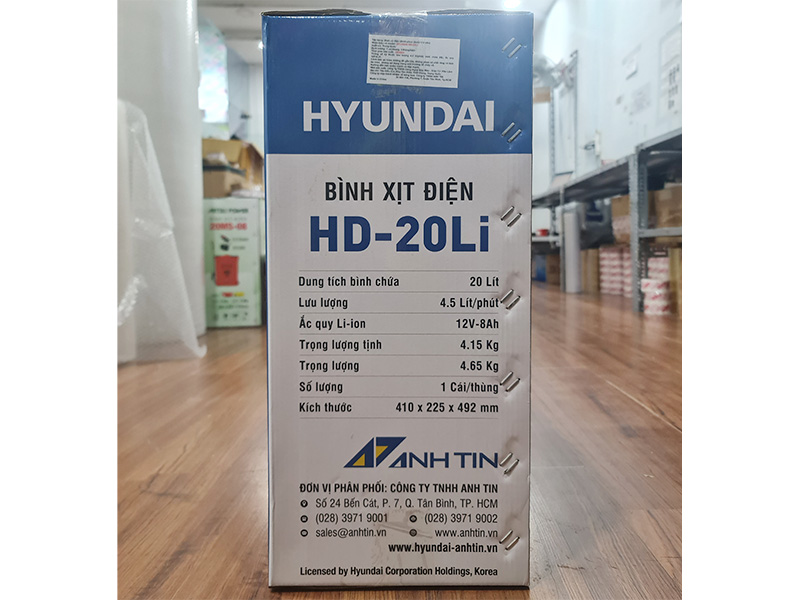 HYUNDAI
BÌNH XỊT ĐIỆN
HD-20Li
Dung tích bình chứa 20 Lít
Lưu lượng 4.5 Lít/phút
Ắc quy Li-ion 12V-8Ah
Trọng lượng tịnh 4.15 Kg
Trọng lượng 4.65 Kg
Số lượng 1 Cái/thùng
Kích thước 410 x 225 x 492 mm
ANH TIN
ĐƠN VỊ PHÂN PHỐI: CÔNG TY TNHH ANH TIN
Số 24 Bến Cát, P. 7, Q. Tân Bình, TP. HCM
(028) 3971 9001 (028) 3971 9002
sales@anhtin.vn www.anhtin.vn
www.hyundai-anhtin.vn
Licensed by Hyundai Corporation Holdings, Korea